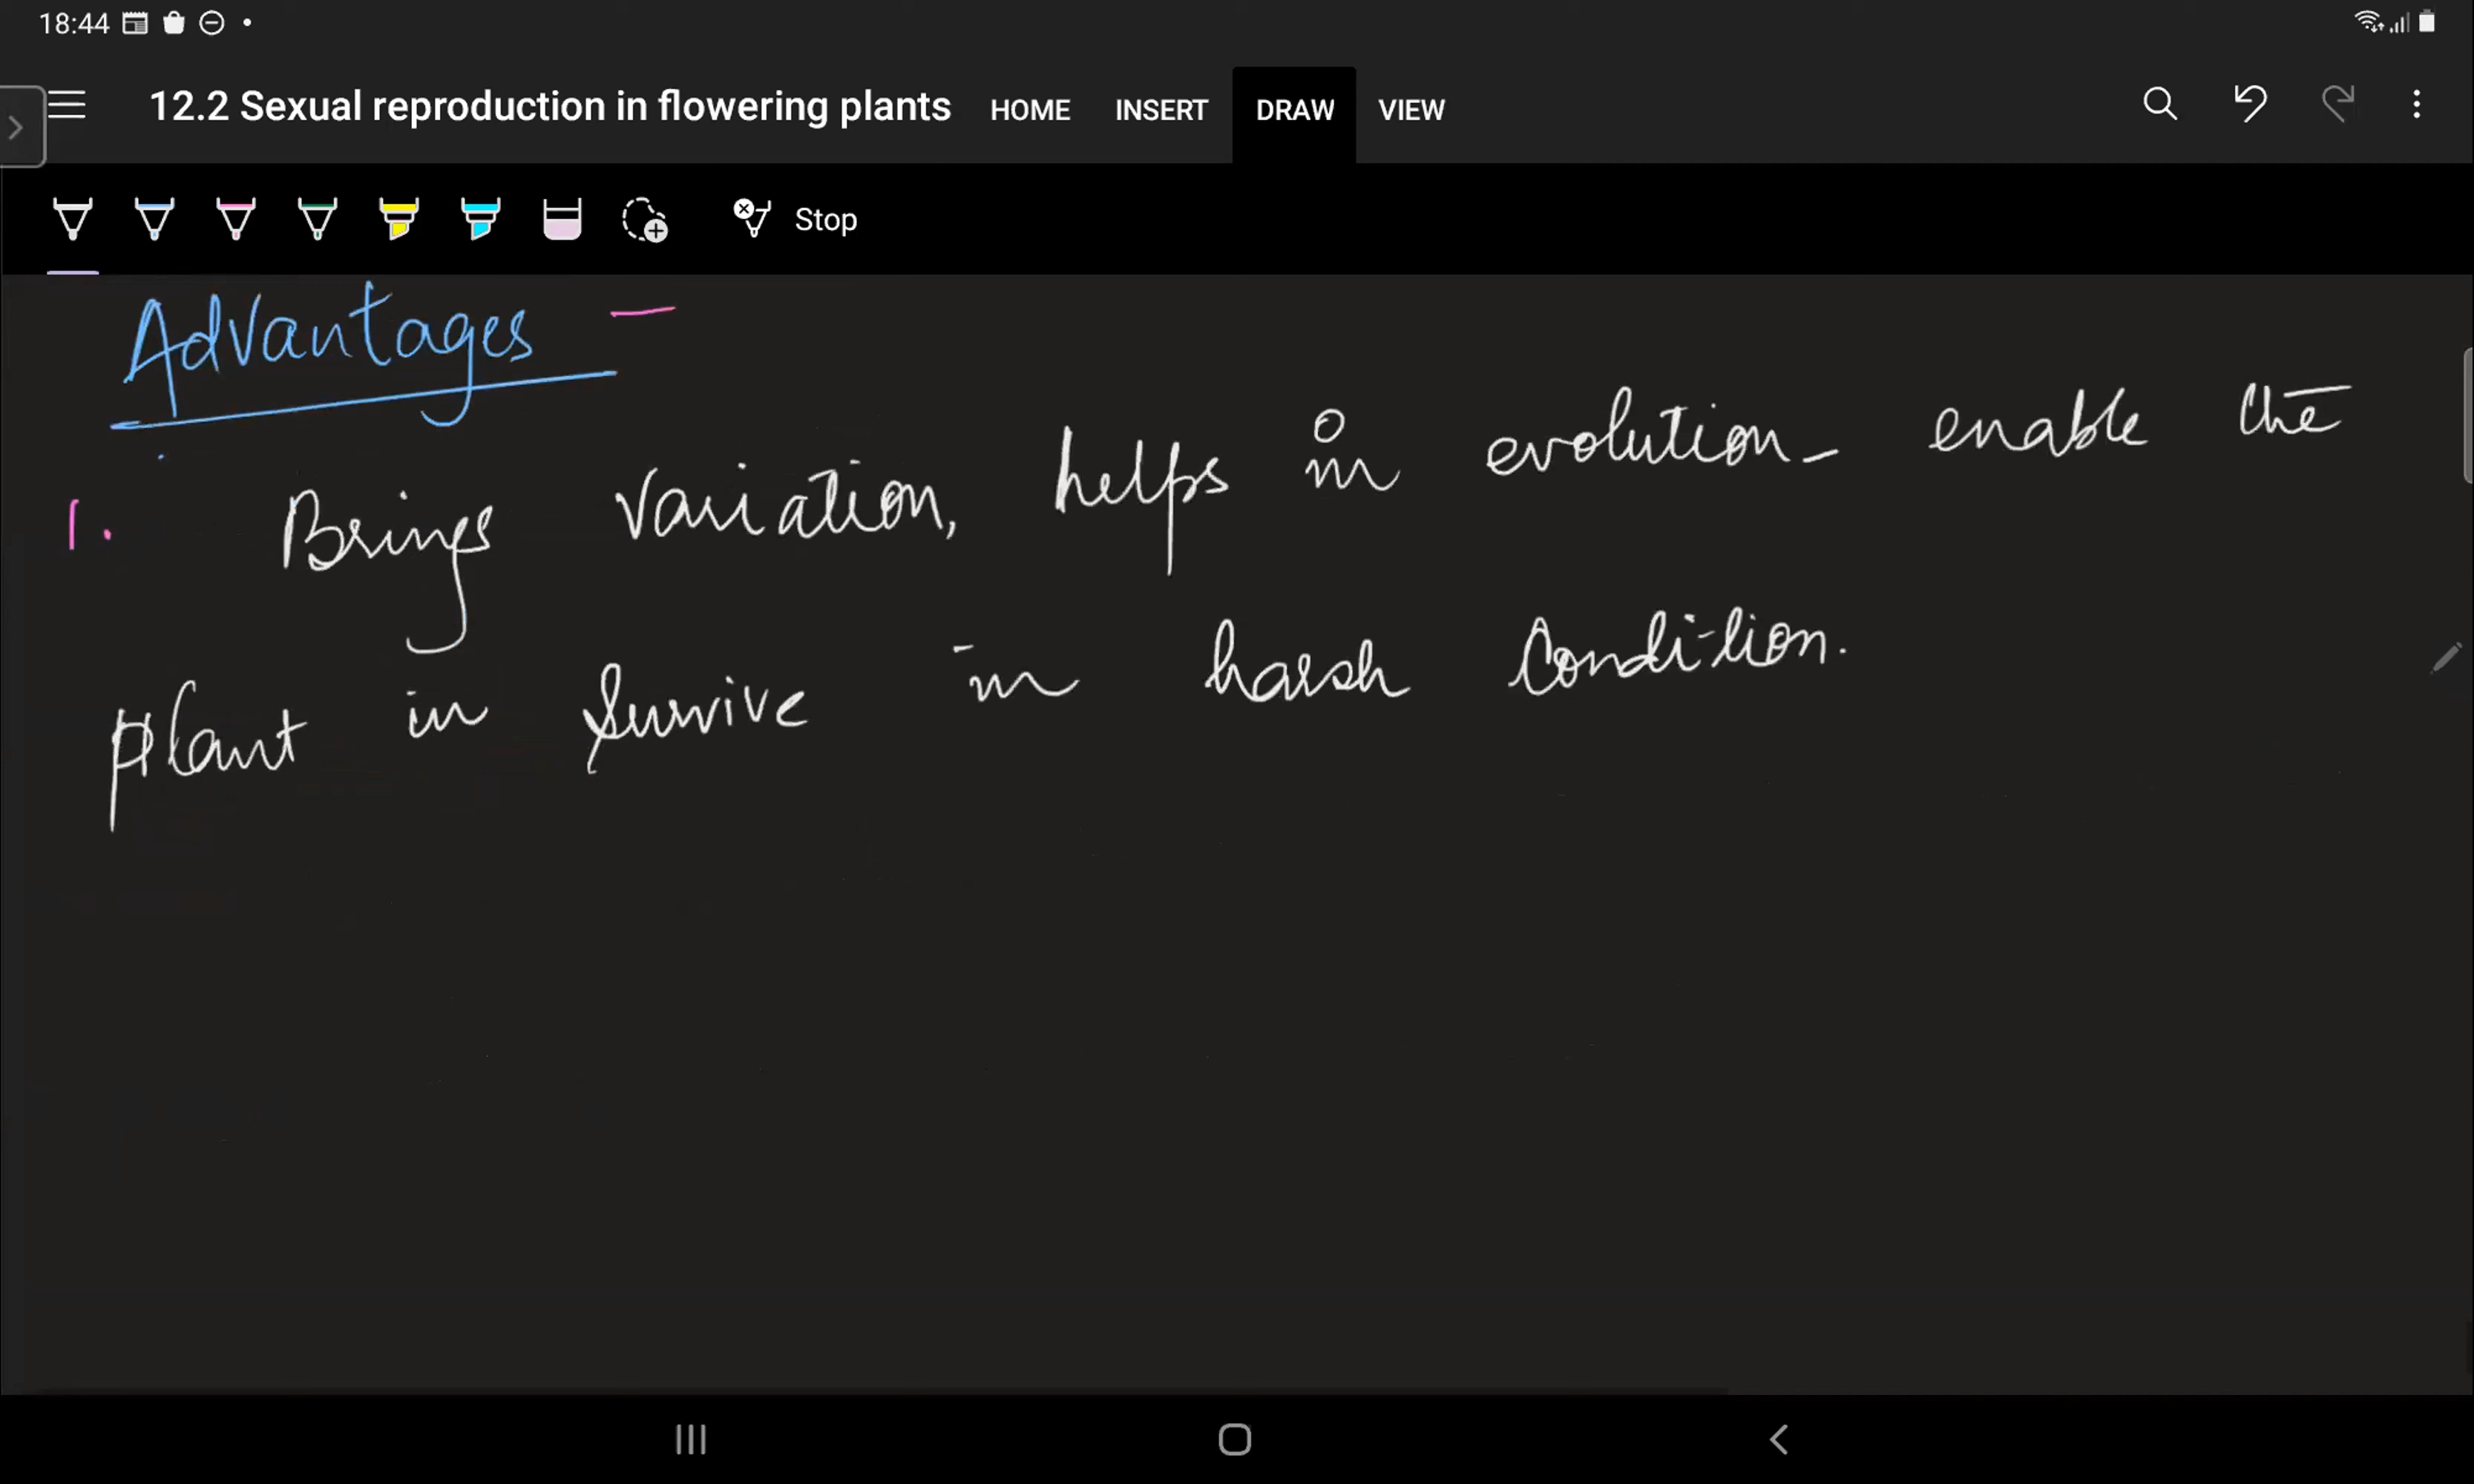 18:44
12.2 Sexual reproduction in flowering plants HOME INSERT DRAW VIEW
Stop
Advantages —
1. Brings variation, helps in evolution - enable the
plant in survive in harsh condition.